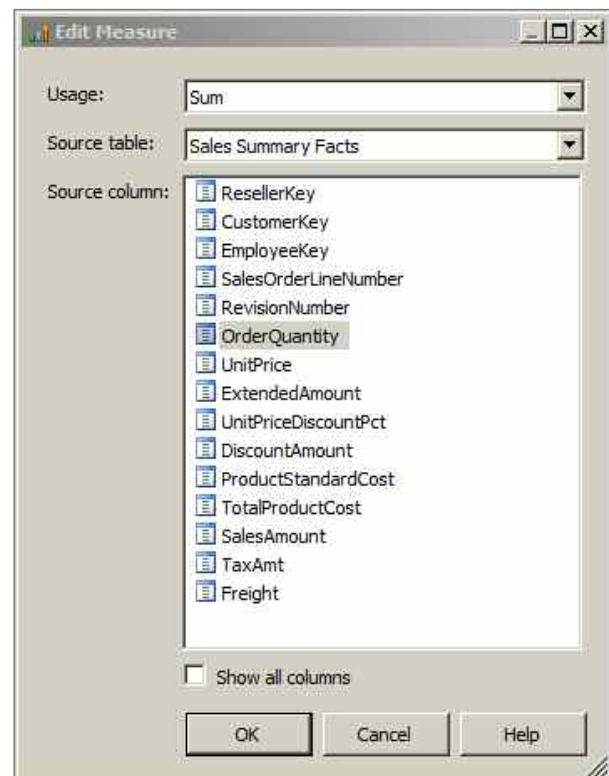 Edit Measure
Usage: Sum
Source table: Sales Summary Facts
Source column: ResellerKey
CustomerKey
EmployeeKey
SalesOrderLineNumber
RevisionNumber
OrderQuantity
UnitPrice
ExtendedAmount
UnitPriceDiscountPct
DiscountAmount
ProductStandardCost
TotalProductCost
SalesAmount
TaxAmt
Freight
Show all columns
OK Cancel Help